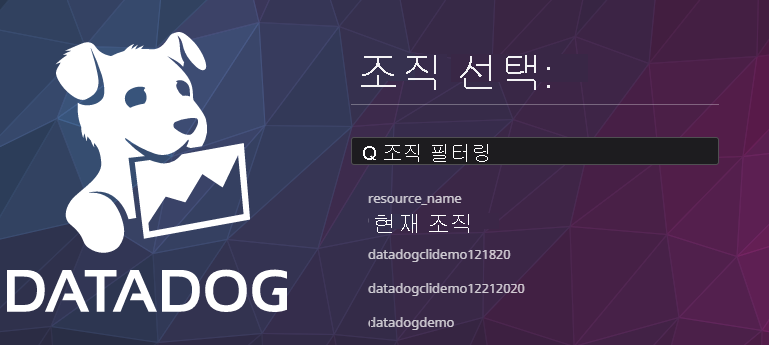 조직 선택:
Q 조직 필터링
resource_name
현재 조직
datadogclidemo121820
datadogclidemo12212020
datadogdemo
DATADOG